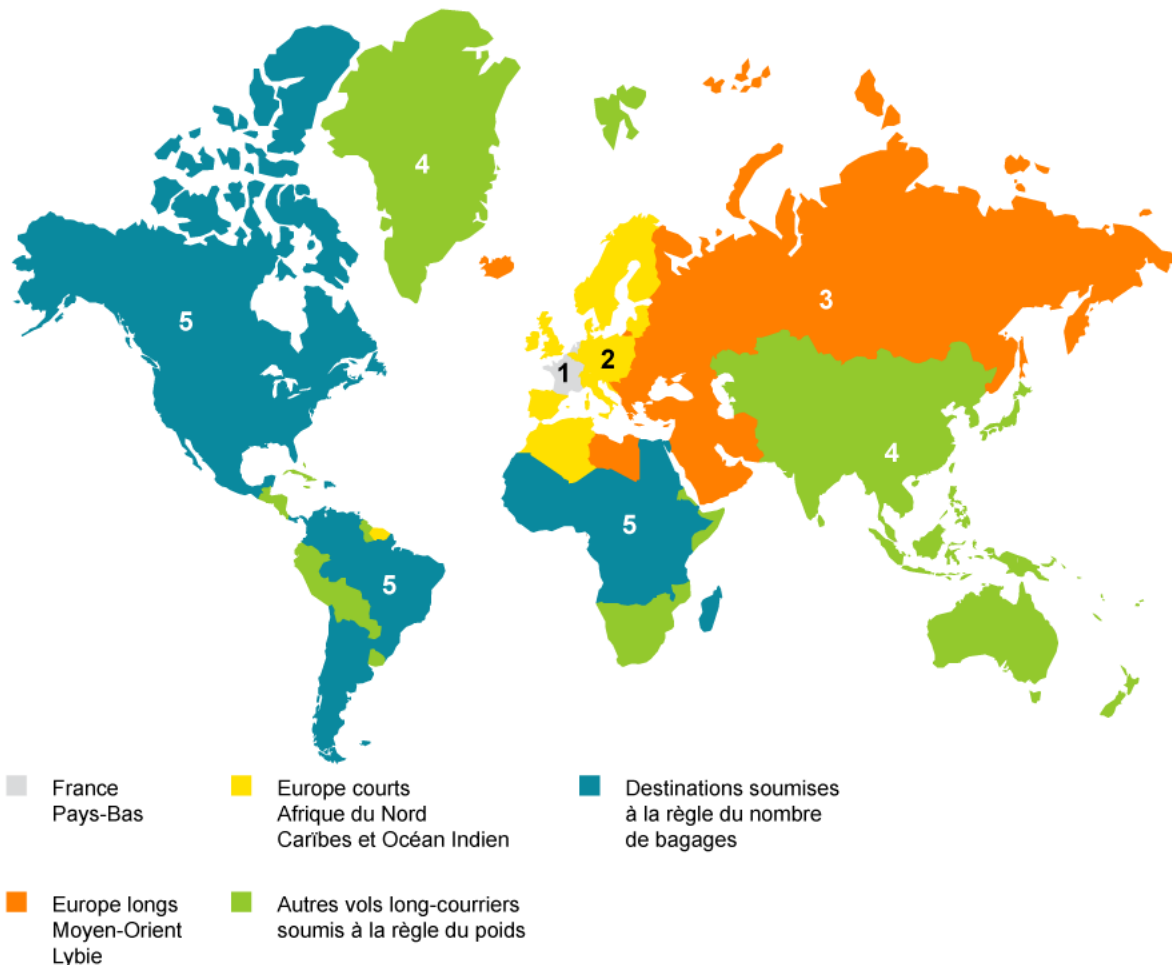 4
5
3
1
2
4
5
5
France
Pays-Bas
Europe courts
Afrique du Nord
Carïbes et Océan Indien
Destinations soumises
à la règle du nombre
de bagages
Europe longs
Moyen-Orient
Lybie
Autres vols long-courriers
soumis à la règle du poids